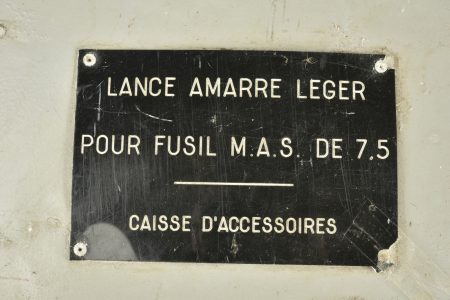 LANCE AMARRE LEGER
POUR FUSIL M.A.S. DE 7,5
CAISSE D'ACCESSOIRES